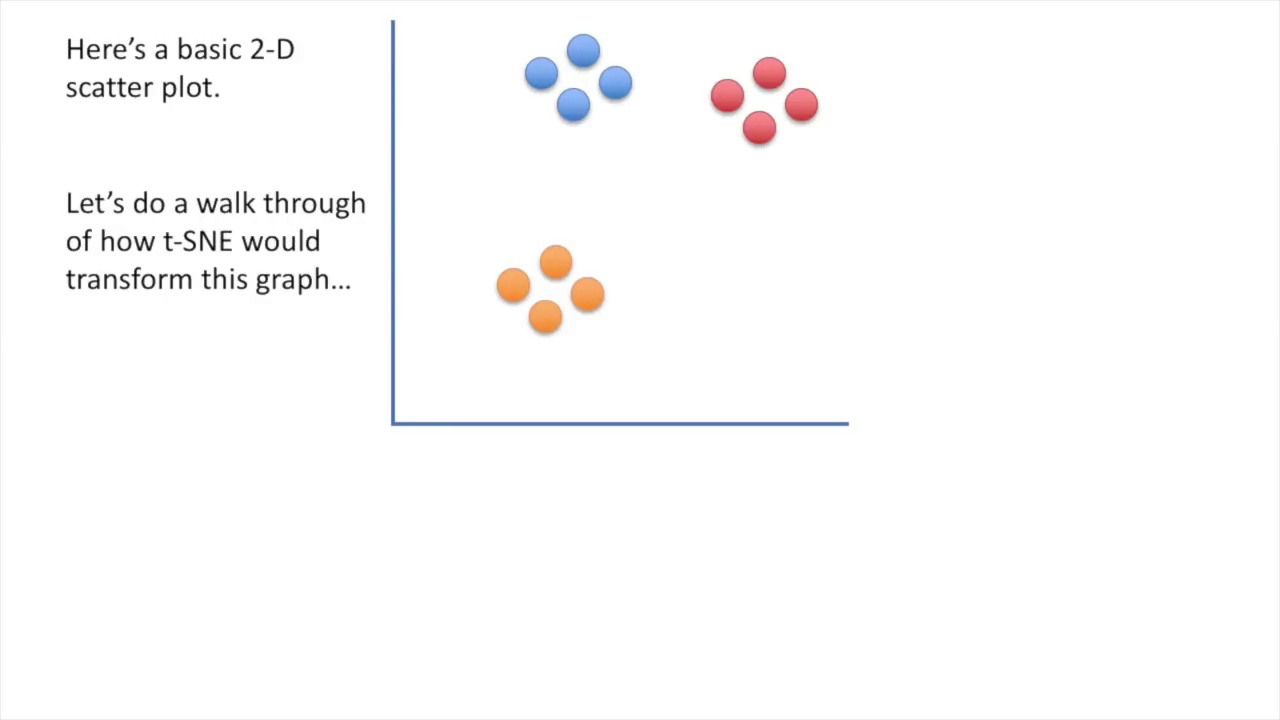 Here’s a basic 2-D
scatter plot.
Let’s do a walk through
of how t-SNE would
transform this graph…